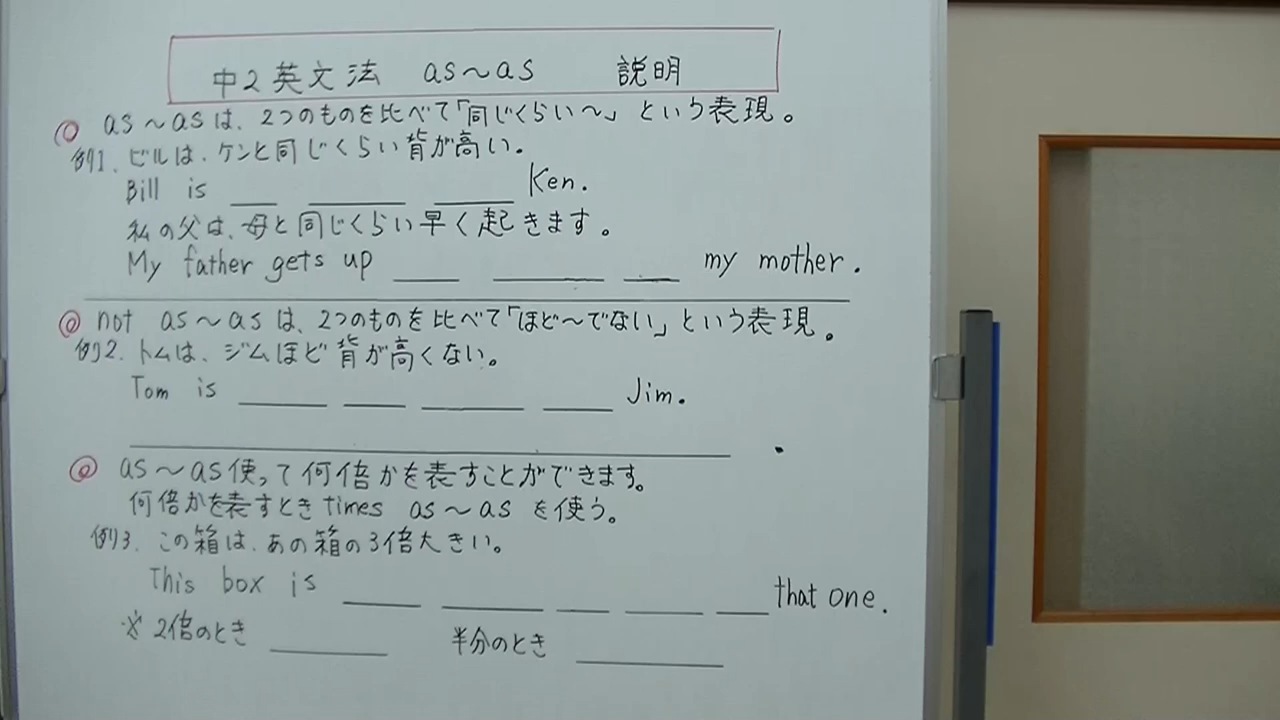 中2英文法 as～as 説明
◎ as～asは、2つのものを比べて「同じくらい～」という表現。
例1. ビルは、ケンと同じくらい背が高い。
Bill is ___ ___ ___ Ken.
私の父は、母と同じくらい早く起きます。
My father gets up ___ ___ ___ my mother.
◎ not as～asは、2つのものを比べて「ほど～でない」という表現。
例2. トムは、ジムほど背が高くない。
Tom is ___ ___ ___ ___ Jim.
◎ as～as使って何倍かを表すことができます。
何倍かを表すときtimes as～asを使う。
例3. この箱は、あの箱の3倍大きい。
This box is ___ ___ ___ ___ ___ that one.
※2倍のとき ___ 半分のとき ___